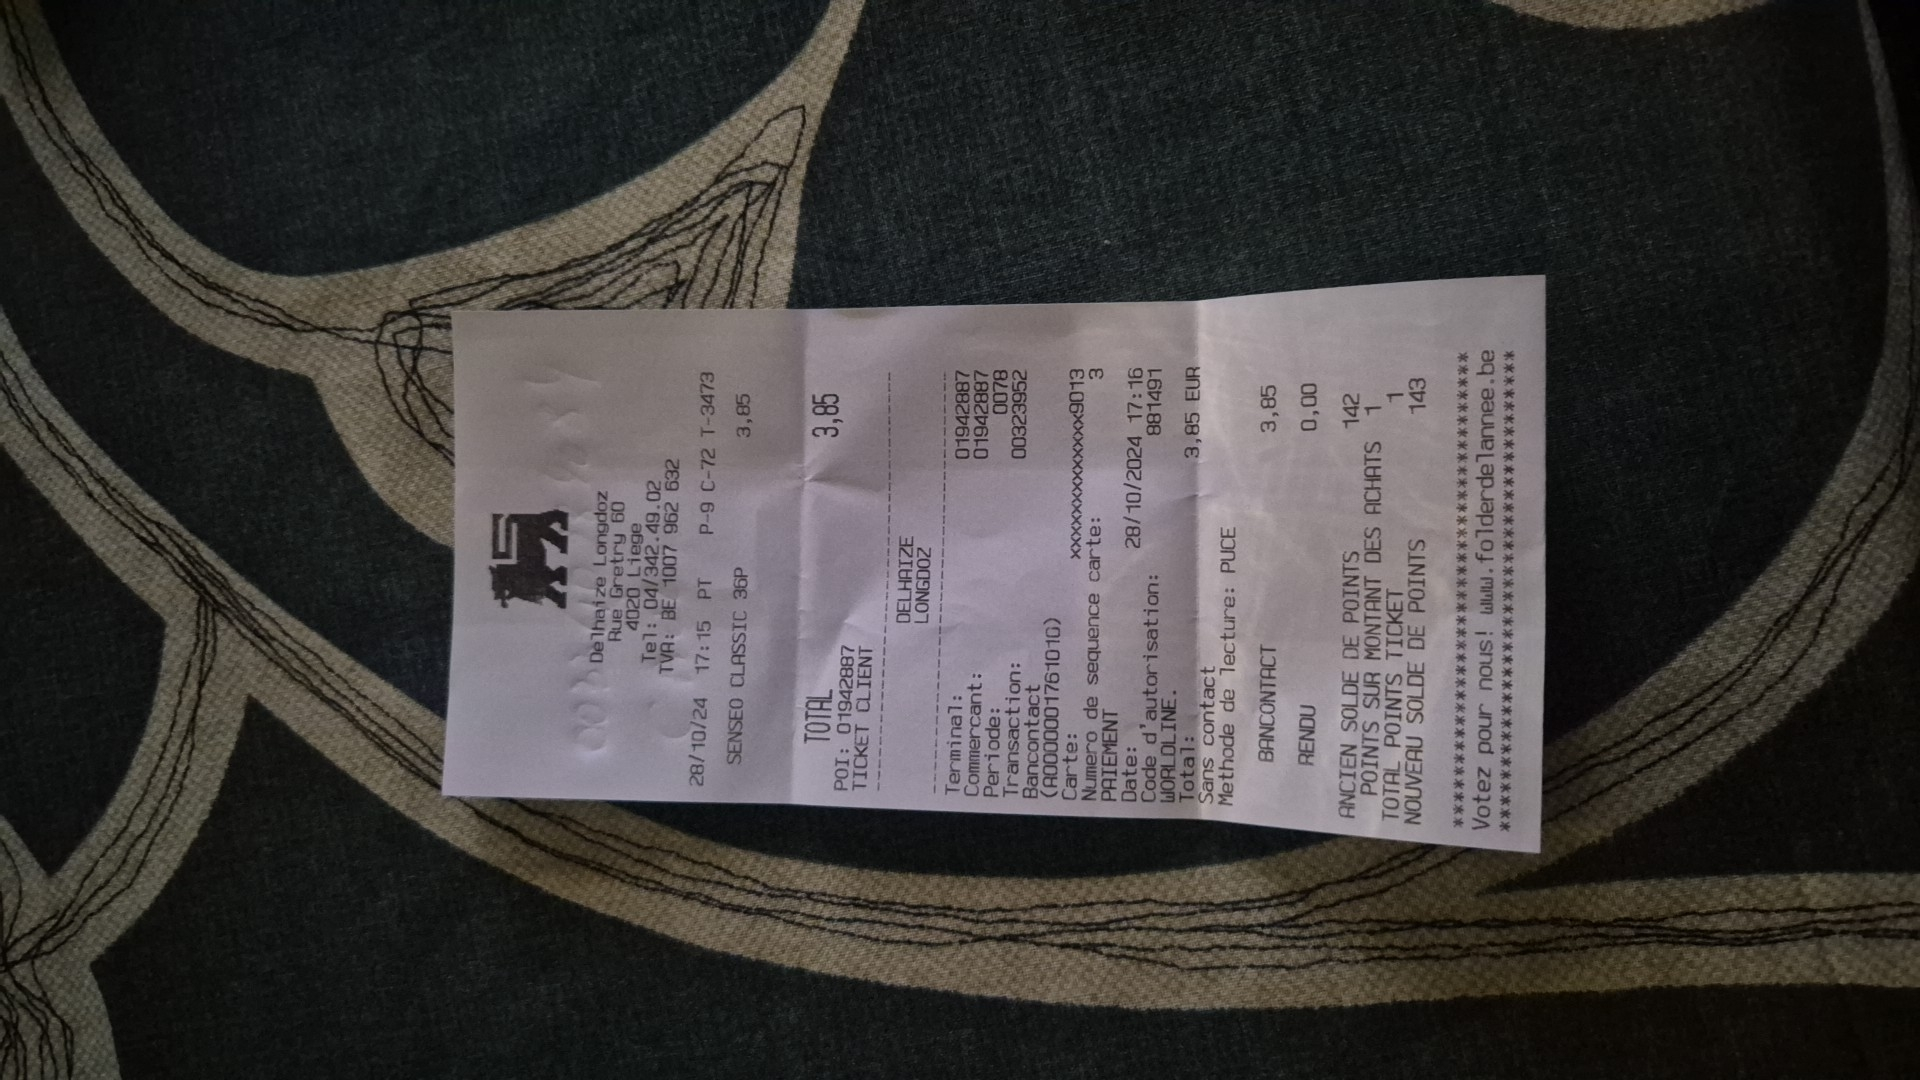 Delhaize Longdoz
Rue Gretry 60
4020 Liege
Tel: 04/342.49.02
TVA: BE 1007 962 632
28/10/24 17:15 PT P-9 C-72 T-3473
SENSEO CLASSIC 36P 3,85
TOTAL 3,85
POI: 01942887
TICKET CLIENT
DELHAIZE
LONGDOZ
Terminal: 01942887
Commercant: 01942887
Periode: 0078
Transaction: 00323952
Bancontact
(A0000001761010)
Carte: xxxxxxxxxxxxxxx9013
Numero de sequence carte: 3
PAIEMENT
Date: 28/10/2024 17:16
Code d'autorisation: 881491
WORLDLINE.
Total: 3,85 EUR
Sans contact
Methode de lecture: PUCE
BANCONTACT 3,85
RENDU 0,00
ANCIEN SOLDE DE POINTS 142
POINTS SUR MONTANT DES ACHATS 1
TOTAL POINTS TICKET 1
NOUVEAU SOLDE DE POINTS 143
******************************************
Votez pour nous! www.folderdelannee.be
******************************************